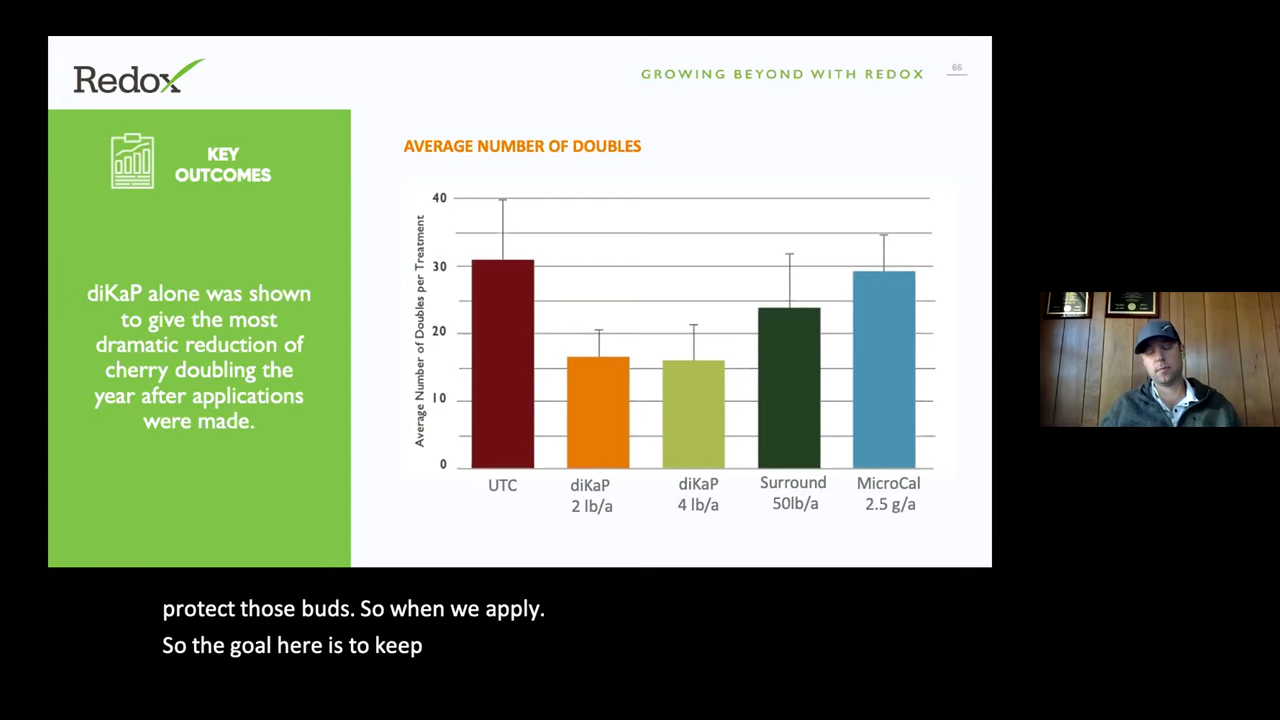 Redox
GROWING BEYOND WITH REDOX
66
KEY
OUTCOMES
diKaP alone was shown
to give the most
dramatic reduction of
cherry doubling the
year after applications
were made.
AVERAGE NUMBER OF DOUBLES
Average Number of Doubles per Treatment
40
30
20
10
0
UTC
diKaP
2 lb/a
diKaP
4 lb/a
Surround
50lb/a
MicroCal
2.5 g/a
protect those buds. So when we apply.
So the goal here is to keep